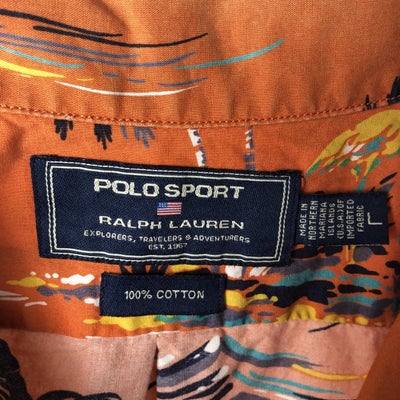 POLO SPORT
RALPH LAUREN
EXPLORERS, TRAVELERS & ADVENTURERS
EST. 1967
100% COTTON
MADE IN
NORTHERN
MARIANA
ISLANDS
(U.S.A.) OF
IMPORTED
FABRIC
L